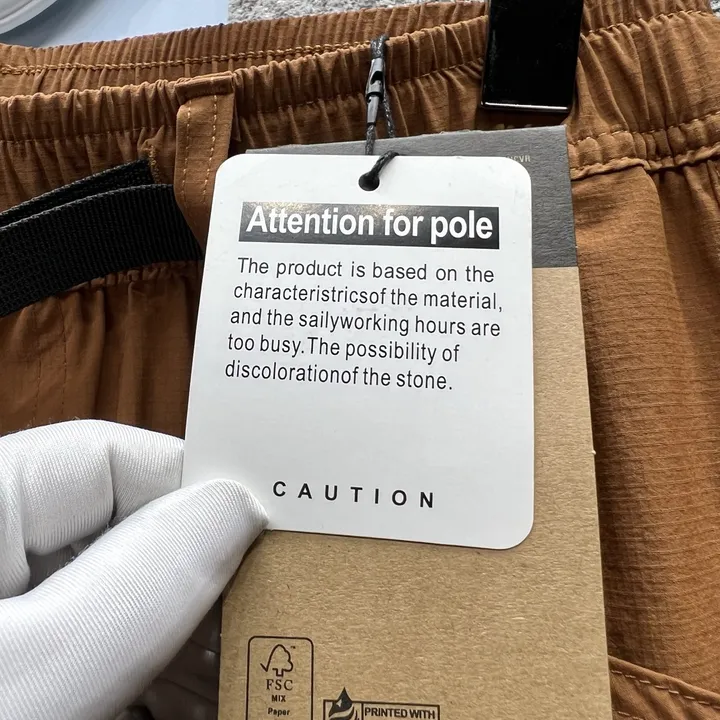 Attention for pole
The product is based on the
characteristricsof the material,
and the sailyworking hours are
too busy.The possibility of
discolorationof the stone.
CAUTION
FSC
MIX
Paper
PRINTED WITH